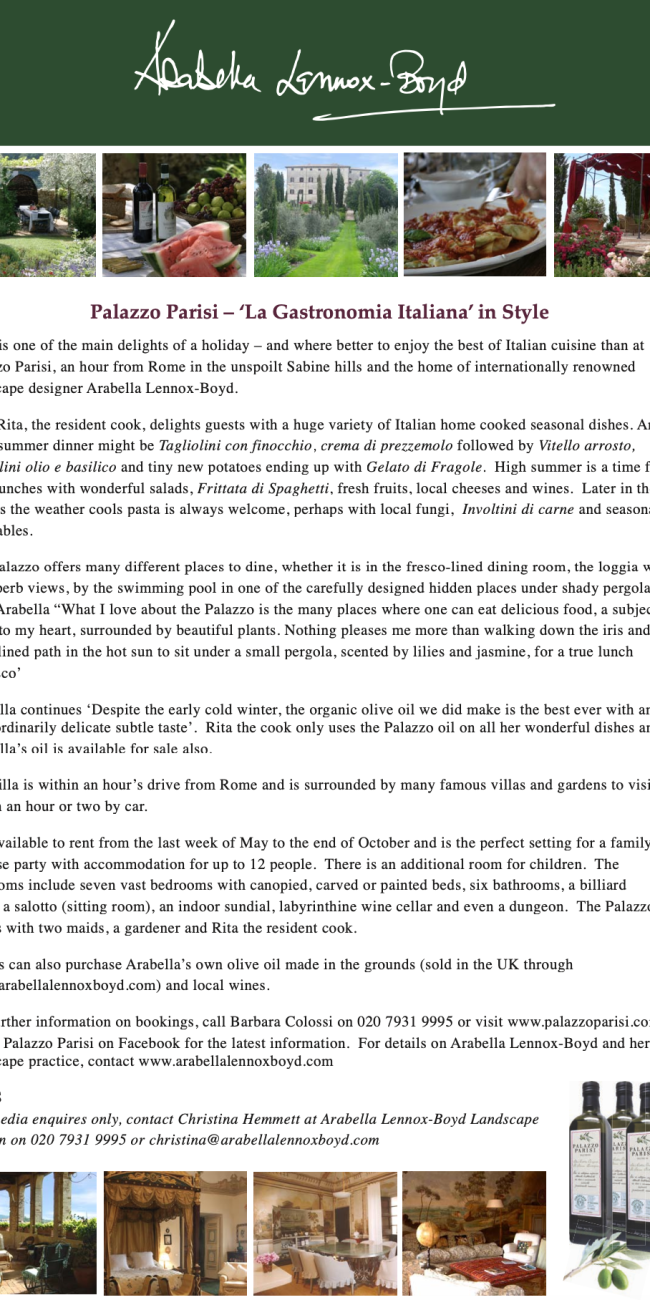 Arabella Lennox-Boyd
Palazzo Parisi – ‘La Gastronomia Italiana’ in Style
is one of the main delights of a holiday – and where better to enjoy the best of Italian cuisine than at
zo Parisi, an hour from Rome in the unspoilt Sabine hills and the home of internationally renowned
cape designer Arabella Lennox-Boyd.
Rita, the resident cook, delights guests with a huge variety of Italian home cooked seasonal dishes. A
summer dinner might be Tagliolini con finocchio, crema di prezzemolo followed by Vitello arrosto,
lini olio e basilico and tiny new potatoes ending up with Gelato di Fragole. High summer is a time f
unches with wonderful salads, Frittata di Spaghetti, fresh fruits, local cheeses and wines. Later in th
s the weather cools pasta is always welcome, perhaps with local fungi, Involtini di carne and season
ables.
alazzo offers many different places to dine, whether it is in the fresco-lined dining room, the loggia w
perb views, by the swimming pool in one of the carefully designed hidden places under shady pergola
Arabella “What I love about the Palazzo is the many places where one can eat delicious food, a subjec
to my heart, surrounded by beautiful plants. Nothing pleases me more than walking down the iris and
lined path in the hot sun to sit under a small pergola, scented by lilies and jasmine, for a true lunch
sco’
lla continues ‘Despite the early cold winter, the organic olive oil we did make is the best ever with an
ordinarily delicate subtle taste’. Rita the cook only uses the Palazzo oil on all her wonderful dishes an
lla’s oil is available for sale also.
illa is within an hour’s drive from Rome and is surrounded by many famous villas and gardens to visi
n an hour or two by car.
vailable to rent from the last week of May to the end of October and is the perfect setting for a family
se party with accommodation for up to 12 people. There is an additional room for children. The
oms include seven vast bedrooms with canopied, carved or painted beds, six bathrooms, a billiard
a salotto (sitting room), an indoor sundial, labyrinthine wine cellar and even a dungeon. The Palazzo
s with two maids, a gardener and Rita the resident cook.
s can also purchase Arabella’s own olive oil made in the grounds (sold in the UK through
arabellalennoxboyd.com) and local wines.
rther information on bookings, call Barbara Colossi on 020 7931 9995 or visit www.palazzoparisi.co
Palazzo Parisi on Facebook for the latest information. For details on Arabella Lennox-Boyd and her
cape practice, contact www.arabellalennoxboyd.com
edia enquires only, contact Christina Hemmett at Arabella Lennox-Boyd Landscape
n on 020 7931 9995 or christina@arabellalennoxboyd.com
PALAZZO
PARISI